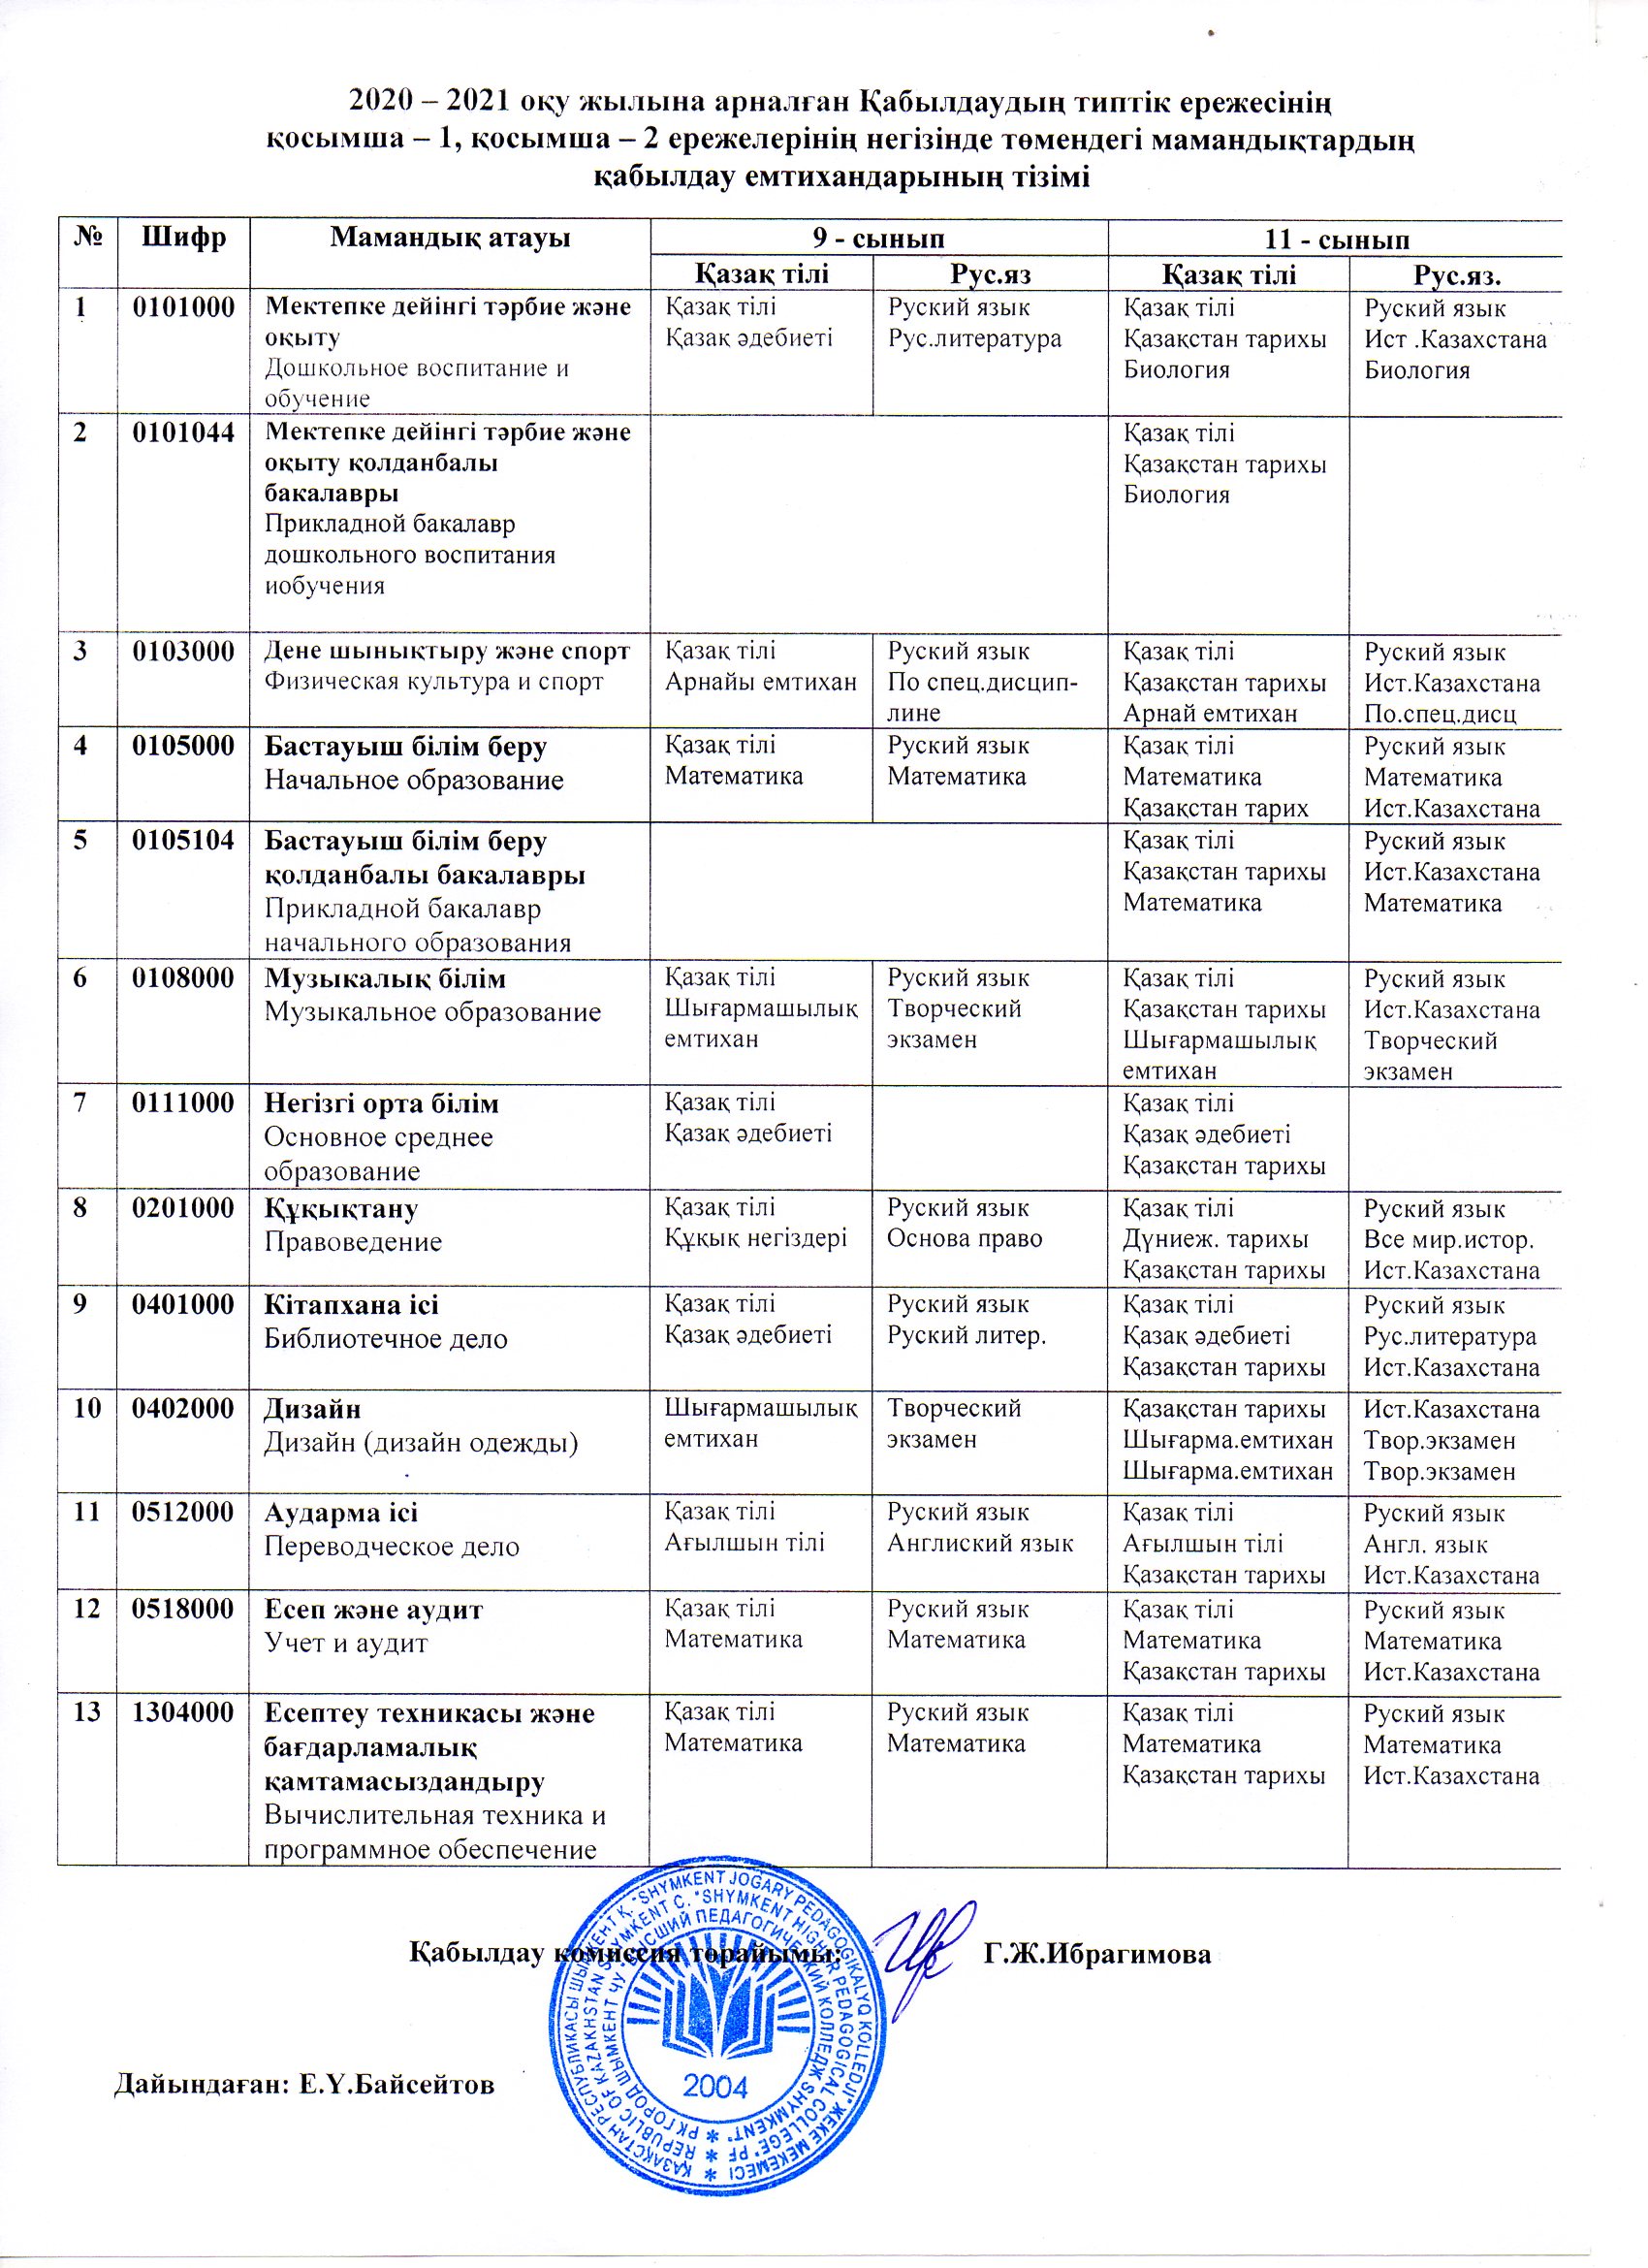 2020 – 2021 оқу жылына арналған Қабылдаудың типтік ережесінің
қосымша – 1, қосымша – 2 ережелерінің негізінде төмендегі мамандықтардың
қабылдау емтихандарының тізімі
№ Шифр Мамандық атауы 9 - сынып 11 - сынып
Қазақ тілі Рус.яз Қазақ тілі Рус.яз.
1 0101000 Мектепке дейінгі тәрбие және Қазақ тілі Руский язык Қазақ тілі Руский язык
оқыту Қазақ әдебиеті Рус.литература Қазақстан тарихы Ист .Казахстана
Дошкольное воспитание и Биология Биология
обучение
2 0101044 Мектепке дейінгі тәрбие және Қазақ тілі
оқыту қолданбалы Қазақстан тарихы
бакалавры Биология
Прикладной бакалавр
дошкольного воспитания
иобучения
3 0103000 Дене шынықтыру және спорт Қазақ тілі Руский язык Қазақ тілі Руский язык
Физическая культура и спорт Арнайы емтихан По спец.дисцип- Қазақстан тарихы Ист.Казахстана
лине Арнай емтихан По.спец.дисц
4 0105000 Бастауыш білім беру Қазақ тілі Руский язык Қазақ тілі Руский язык
Начальное образование Математика Математика Математика Математика
Қазақстан тарих Ист.Казахстана
5 0105104 Бастауыш білім беру Қазақ тілі Руский язык
қолданбалы бакалавры Қазақстан тарихы Ист.Казахстана
Прикладной бакалавр Математика Математика
начального образования
6 0108000 Музыкалық білім Қазақ тілі Руский язык Қазақ тілі Руский язык
Музыкальное образование Шығармашылық Творческий Қазақстан тарихы Ист.Казахстана
емтихан экзамен Шығармашылық Творческий
емтихан экзамен
7 0111000 Негізгі орта білім Қазақ тілі Қазақ тілі
Основное среднее Қазақ әдебиеті Қазақ әдебиеті
образование Қазақстан тарихы
8 0201000 Құқықтану Қазақ тілі Руский язык Қазақ тілі Руский язык
Правоведение Құқық негіздері Основа право Дүниеж. тарихы Все мир.истор.
Қазақстан тарихы Ист.Казахстана
9 0401000 Кітапхана ісі Қазақ тілі Руский язык Қазақ тілі Руский язык
Библиотечное дело Қазақ әдебиеті Руский литер. Қазақ әдебиеті Рус.литература
Қазақстан тарихы Ист.Казахстана
10 0402000 Дизайн Шығармашылық Творческий Қазақстан тарихы Ист.Казахстана
Дизайн (дизайн одежды) емтихан экзамен Шығарма.емтихан Твор.экзамен
Шығарма.емтихан Твор.экзамен
11 0512000 Аударма ісі Қазақ тілі Руский язык Қазақ тілі Руский язык
Переводческое дело Ағылшын тілі Англиский язык Ағылшын тілі Англ. язык
Қазақстан тарихы Ист.Казахстана
12 0518000 Есеп және аудит Қазақ тілі Руский язык Қазақ тілі Руский язык
Учет и аудит Математика Математика Математика Математика
Қазақстан тарихы Ист.Казахстана
13 1304000 Есептеу техникасы және Қазақ тілі Руский язык Қазақ тілі Руский язык
бағдарламалық Математика Математика Математика Математика
қамтамасыздандыру Қазақстан тарихы Ист.Казахстана
Вычислительная техника и
программное обеспечение
Қабылдау комиссия төрайымы: Г.Ж.Ибрагимова
ҚАЗАҚСТАН РЕСПУБЛИКАСЫ ШЫМКЕНТ Қ. "SHYMKENT JOGARY PEDAGOGIKALYQ KOLLEDJI" ЖЕКЕ МЕКЕМЕСІ
REPUBLIC OF KAZAKHSTAN SHYMKENT C. "SHYMKENT HIGHER PEDAGOGICAL COLLEGE" PF
РК ГОРОД ШЫМКЕНТ ЧУ "ВЫСШИЙ ПЕДАГОГИЧЕСКИЙ КОЛЛЕДЖ SHYMKENT"
2004
Дайындаған: Е.Ү.Байсейтов